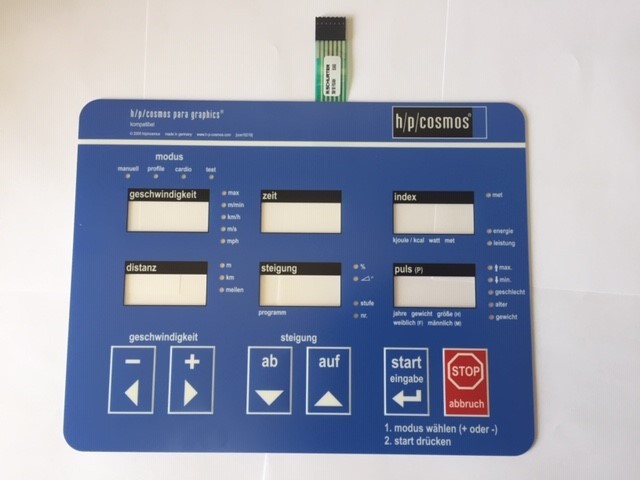 SCHURTER
h/p/cosmos para graphics®
kompatibel
made in germany www.h-p-cosmos.com
h/p/cosmos®
modus
manuell profile cardio test
geschwindigkeit
max
m/min
km/h
m/s
mph
zeit
index
met
energie
leistung
kjoule / kcal watt met
distanz
m
km
meilen
steigung
%
stufe
nr.
programm
puls (P)
max.
min.
geschlecht
alter
gewicht
jahre gewicht größe (H)
weiblich (F) männlich (M)
geschwindigkeit
steigung
−
+
ab
auf
start
eingabe
STOP
abbruch
1. modus wählen (+ oder -)
2. start drücken